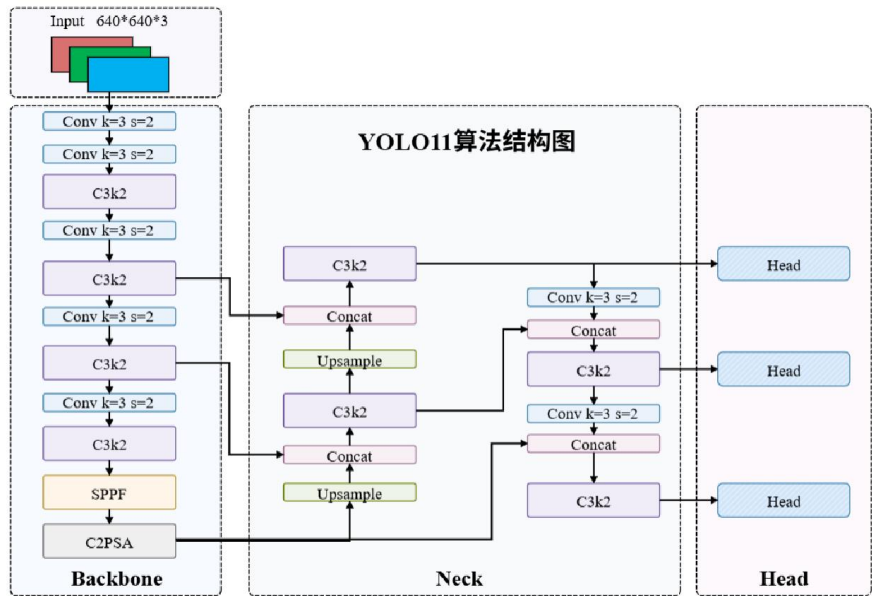 Input 640*640*3
Conv k=3 s=2
Conv k=3 s=2
C3k2
Conv k=3 s=2
C3k2
Conv k=3 s=2
C3k2
Conv k=3 s=2
C3k2
SPPF
C2PSA
Backbone
YOLO11算法结构图
C3k2
Concat
Upsample
C3k2
Concat
Upsample
Conv k=3 s=2
Concat
C3k2
Conv k=3 s=2
Concat
C3k2
Neck
Head
Head
Head
Head